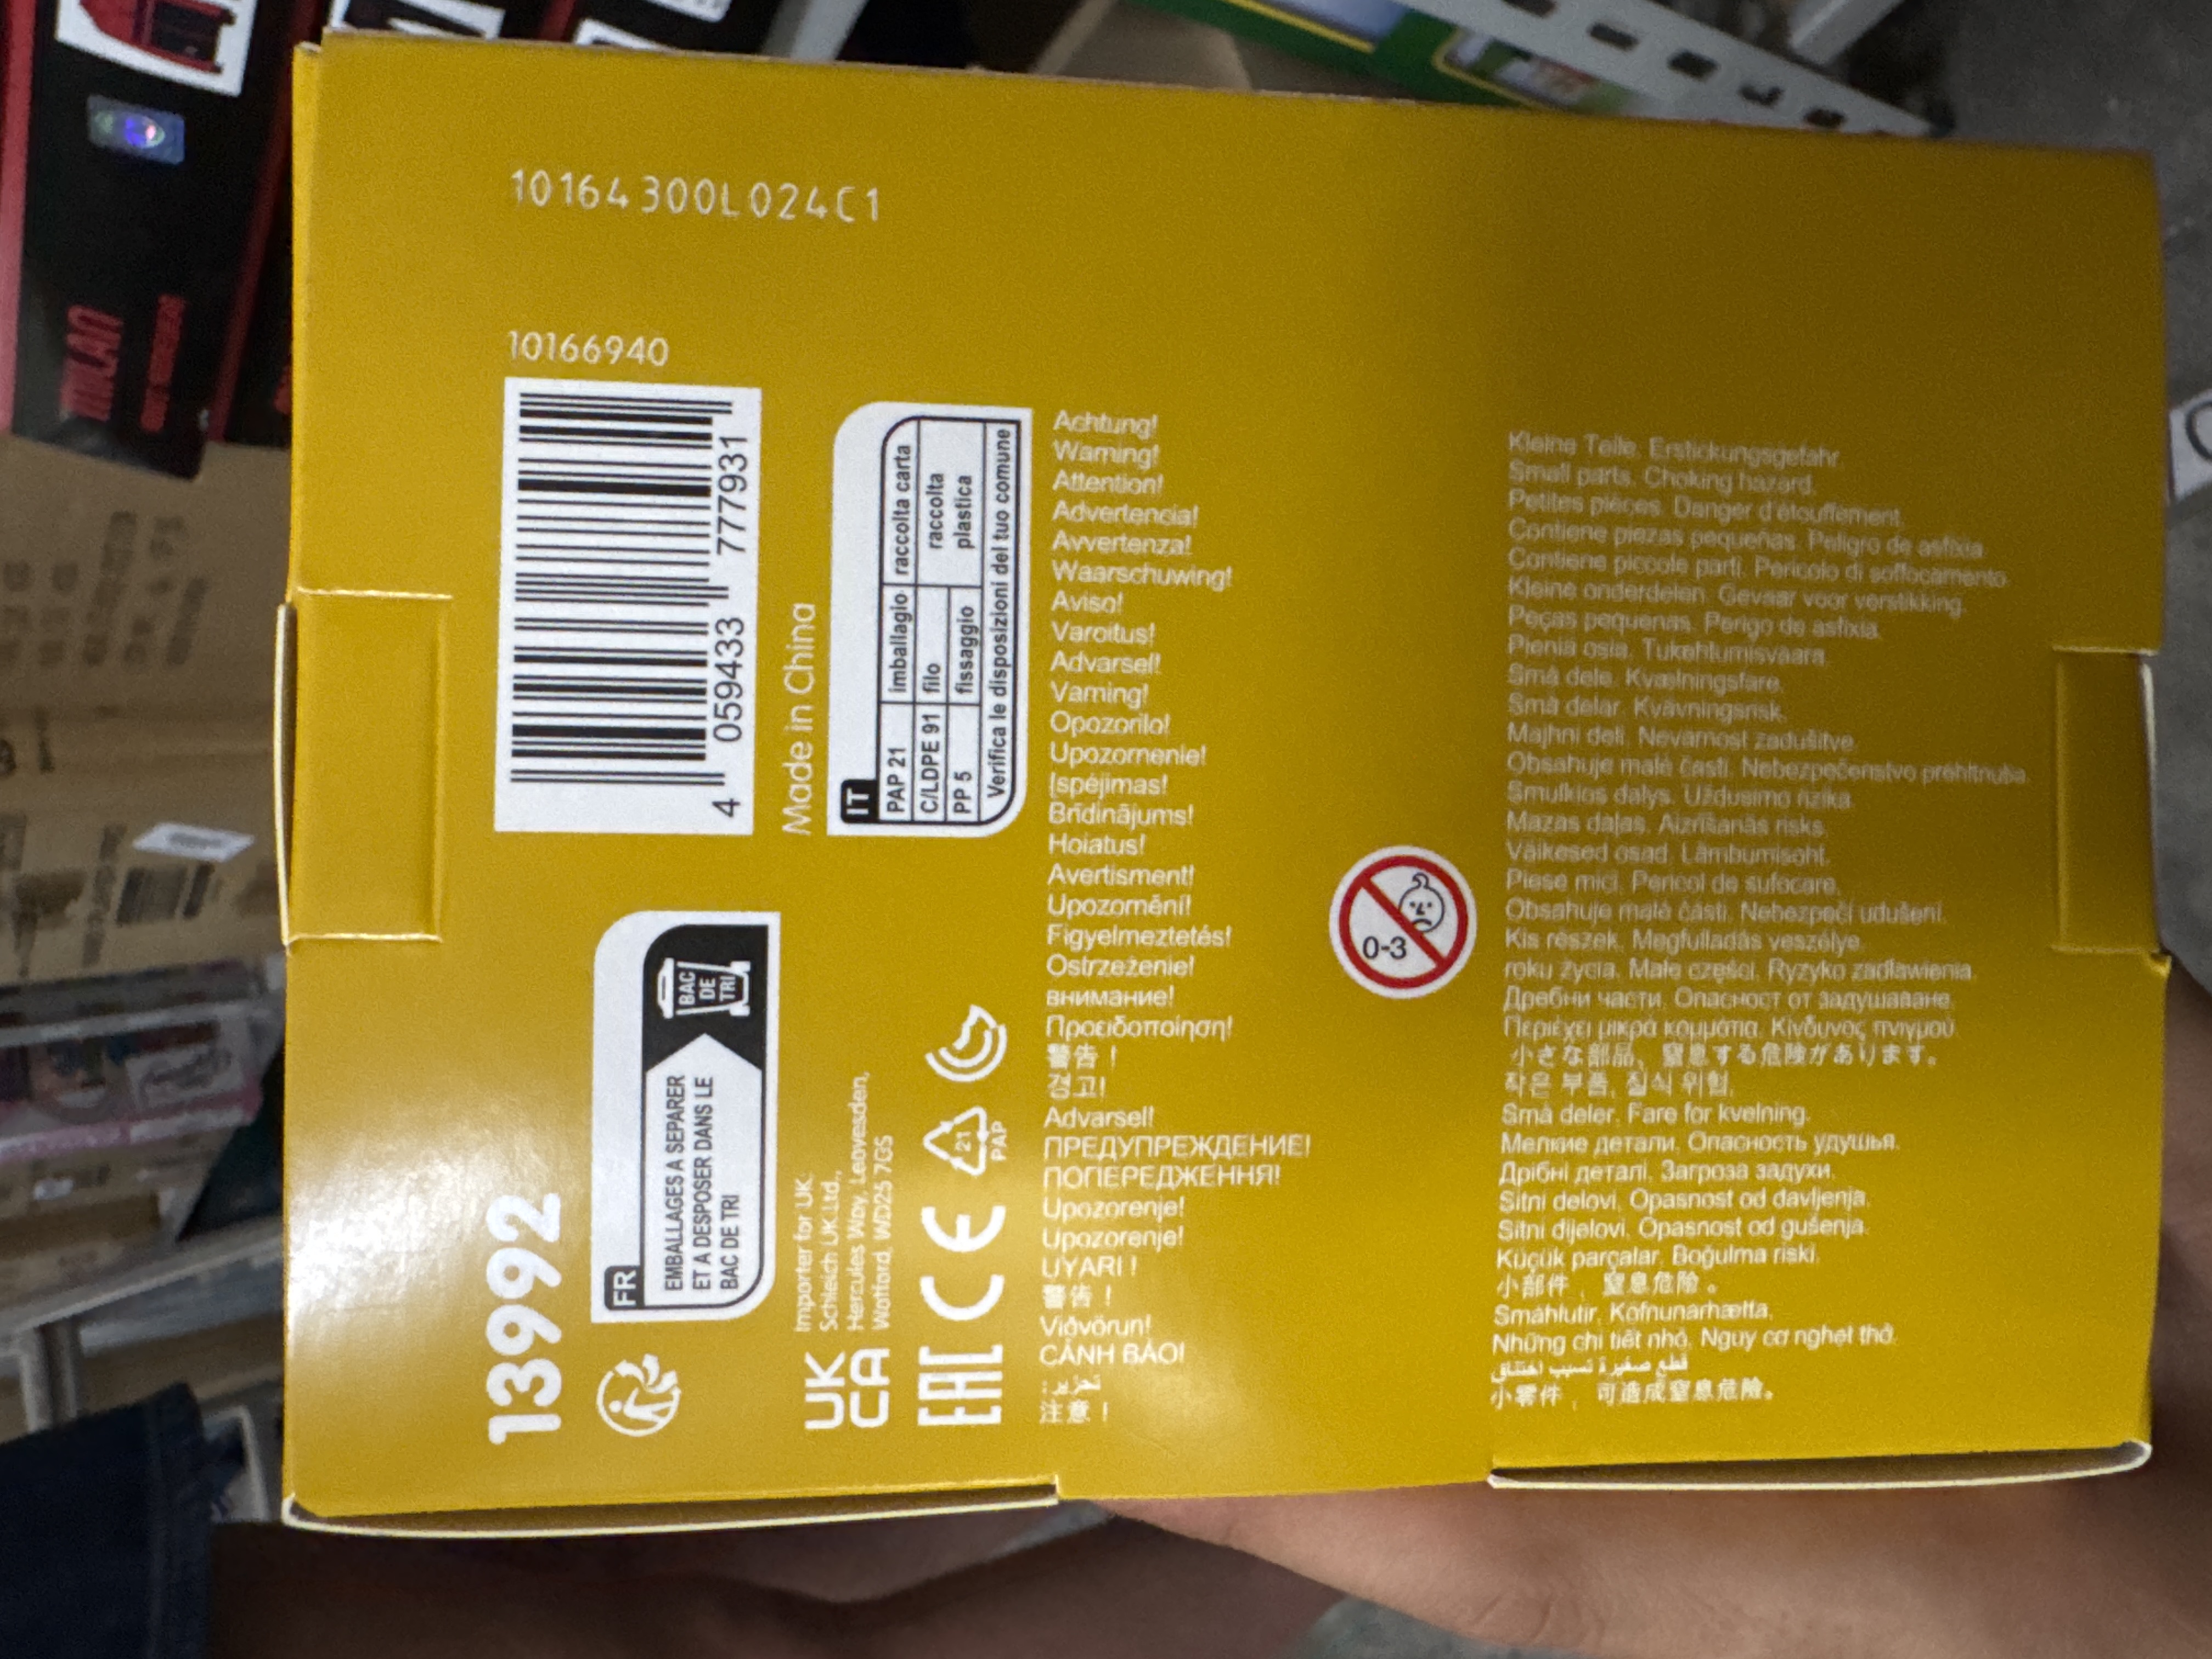 10164 300L 024C1
10166940
4 059433 777931
Made in China
IT
PAP 21 imballagio raccolta carta
C/LDPE 91 filo raccolta plastica
PP 5 fissaggio
Verifica le disposizioni del tuo comune
13992
FR
EMBALLAGES A SEPARER
ET A DESPOSER DANS LE
BAC DE TRI
BAC
DE
TRI
Importer for UK:
Schleich UK Ltd.,
Hercules Way, Leavesden,
Watford, WD25 7GS
UK
CA
EAC CE
21
PAP
Achtung!
Warning!
Attention!
Advertencia!
Avvertenza!
Waarschuwing!
Aviso!
Varoitus!
Advarsel!
Varning!
Opozorilo!
Upozornenie!
Įspėjimas!
Brīdinājums!
Hoiatus!
Avertisment!
Upozornění!
Figyelmeztetés!
Ostrzeżenie!
внимание!
Προειδοποίηση!
警告！
경고!
Advarsel!
ПРЕДУПРЕЖДЕНИЕ!
ПОПЕРЕДЖЕННЯ!
Upozorenje!
Upozorenje!
UYARI !
警告！
Viðvörun!
CẢNH BÁO!
注意！
0-3
Kleine Teile. Erstickungsgefahr.
Small parts. Choking hazard.
Petites pièces. Danger d'étouffement.
Contiene piezas pequeñas. Peligro de asfixia.
Contiene piccole parti. Pericolo di soffocamento.
Kleine onderdelen. Gevaar voor verstikking.
Peças pequenas. Perigo de asfixia.
Pieniä osia. Tukehtumisvaara.
Små dele. Kvælningsfare.
Små delar. Kvävningsrisk.
Majhni deli. Nevarnost zadušitve.
Obsahuje malé časti. Nebezpečenstvo prehltnutia.
Smulkios dalys. Uždusimo rizika.
Mazas daļas. Aizrīšanās risks.
Väikesed osad. Lämbumisoht.
Piese mici. Pericol de sufocare.
Obsahuje malé části. Nebezpečí udušení.
Kis részek. Megfulladás veszélye.
roku życia. Małe części. Ryzyko zadławienia.
Дребни части. Опасност от задушаване.
Περιέχει μικρά κομμάτια. Κίνδυνος πνιγμού.
小さな部品、窒息する危険があります。
작은 부품, 질식 위험.
Små deler. Fare for kvelning.
Мелкие детали. Опасность удушья.
Дрібні деталі. Загроза задухи.
Sitni delovi. Opasnost od davljenja.
Sitni dijelovi. Opasnost od gušenja.
Küçük parçalar. Boğulma riski.
小部件，窒息危险。
Smáhlutir. Köfnunarhætta.
Những chi tiết nhỏ. Nguy cơ nghẹt thở.
قطع صغيرة تسبب اختناق
小零件，可造成窒息危險。
MILAN